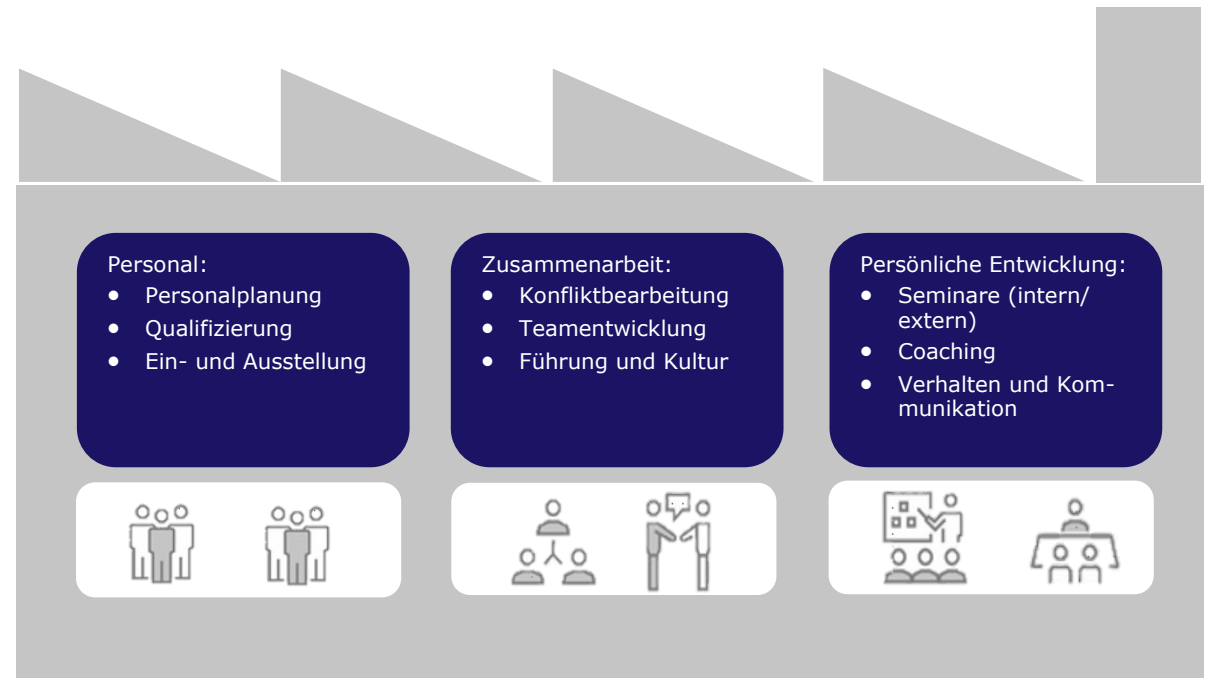 Personal:
• Personalplanung
• Qualifizierung
• Ein- und Ausstellung
Zusammenarbeit:
• Konfliktbearbeitung
• Teamentwicklung
• Führung und Kultur
Persönliche Entwicklung:
• Seminare (intern/
extern)
• Coaching
• Verhalten und Kom-
munikation